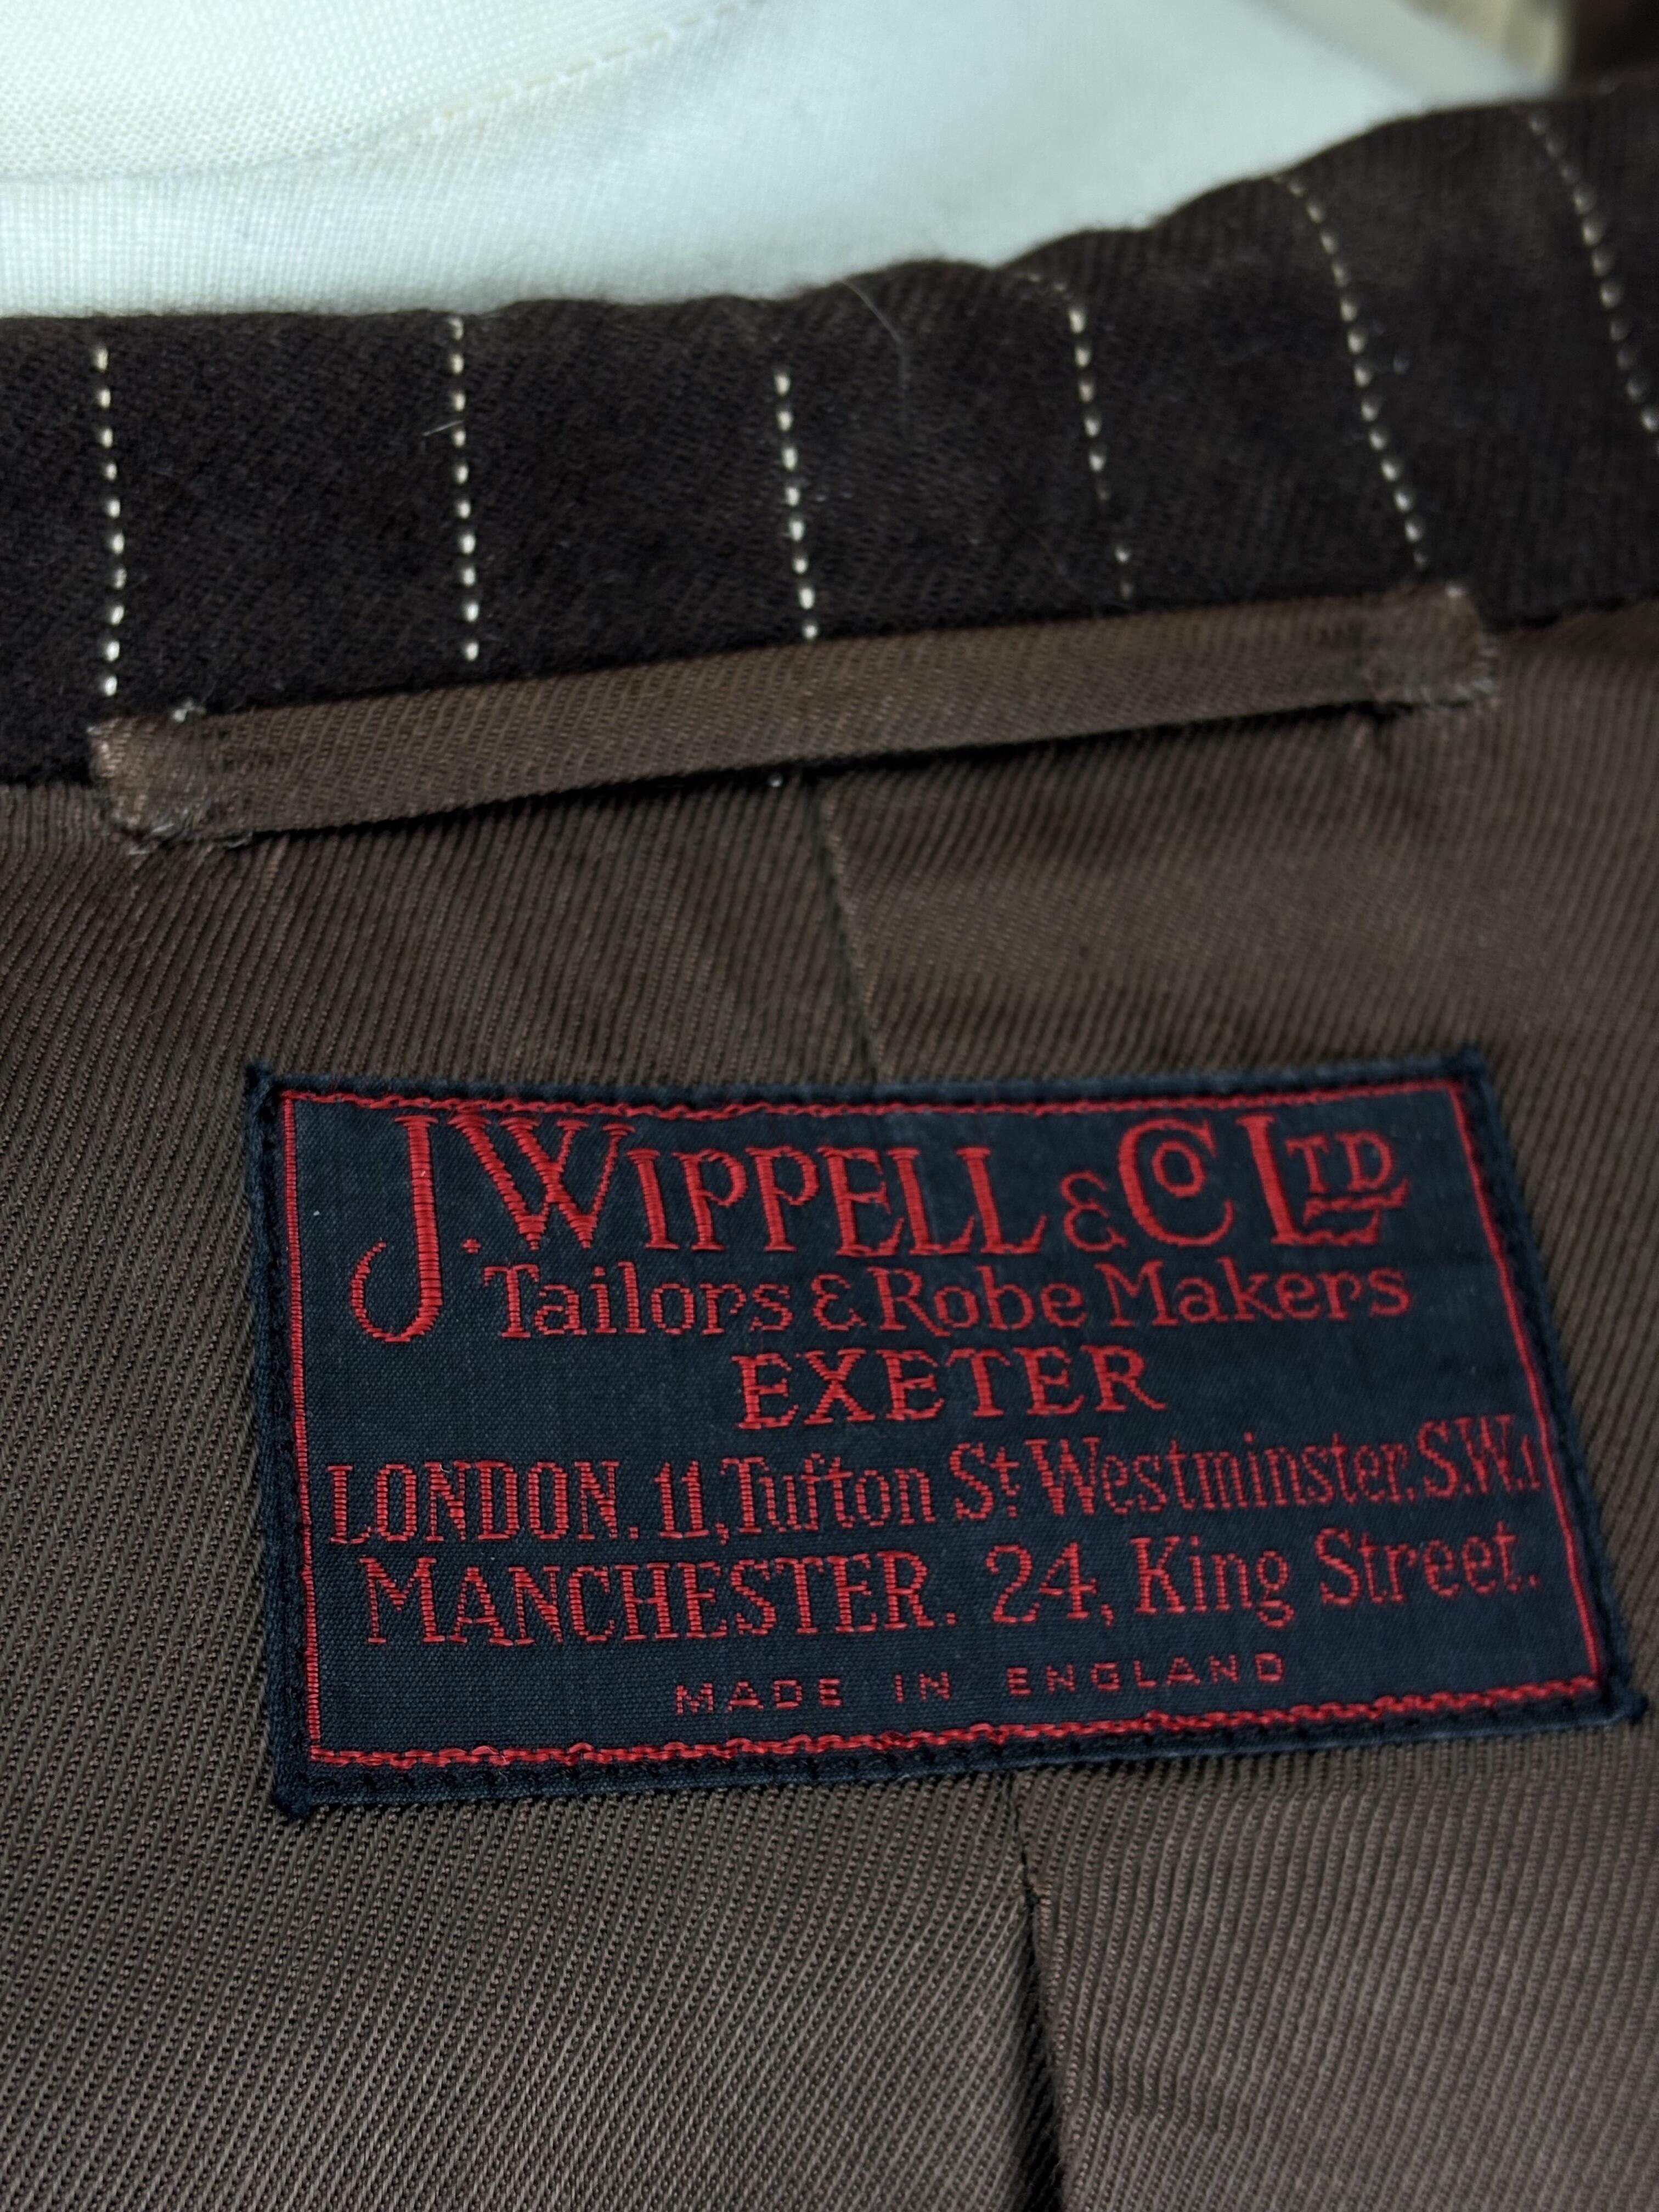 J. WIPPELL & CO LTD
Tailors & Robe Makers
EXETER
LONDON. 11, Tufton St Westminster. S.W.1
MANCHESTER. 24, King Street.
MADE IN ENGLAND